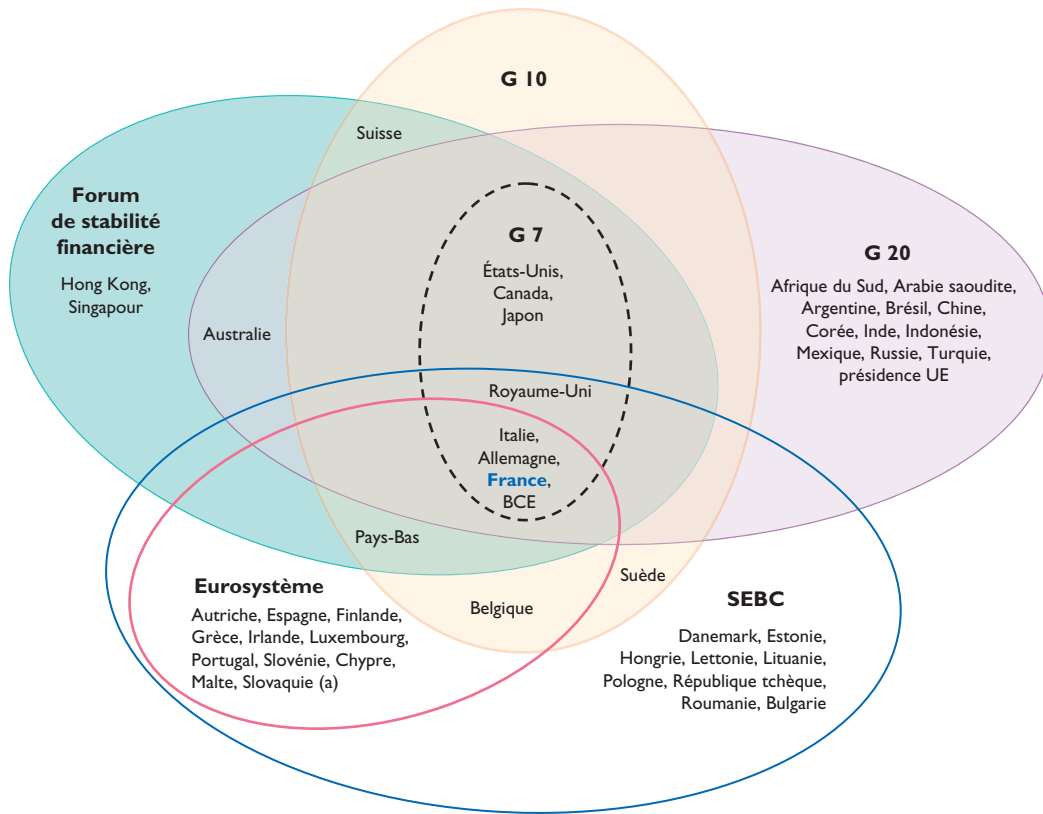 G 10
Suisse
Forum
de stabilité
financière
Hong Kong,
Singapour
G 7
États-Unis,
Canada,
Japon
G 20
Afrique du Sud, Arabie saoudite,
Argentine, Brésil, Chine,
Corée, Inde, Indonésie,
Mexique, Russie, Turquie,
présidence UE
Australie
Royaume-Uni
Italie,
Allemagne,
France,
BCE
Pays-Bas
Suède
Belgique
Eurosystème
Autriche, Espagne, Finlande,
Grèce, Irlande, Luxembourg,
Portugal, Slovénie, Chypre,
Malte, Slovaquie (a)
SEBC
Danemark, Estonie,
Hongrie, Lettonie, Lituanie,
Pologne, République tchèque,
Roumanie, Bulgarie